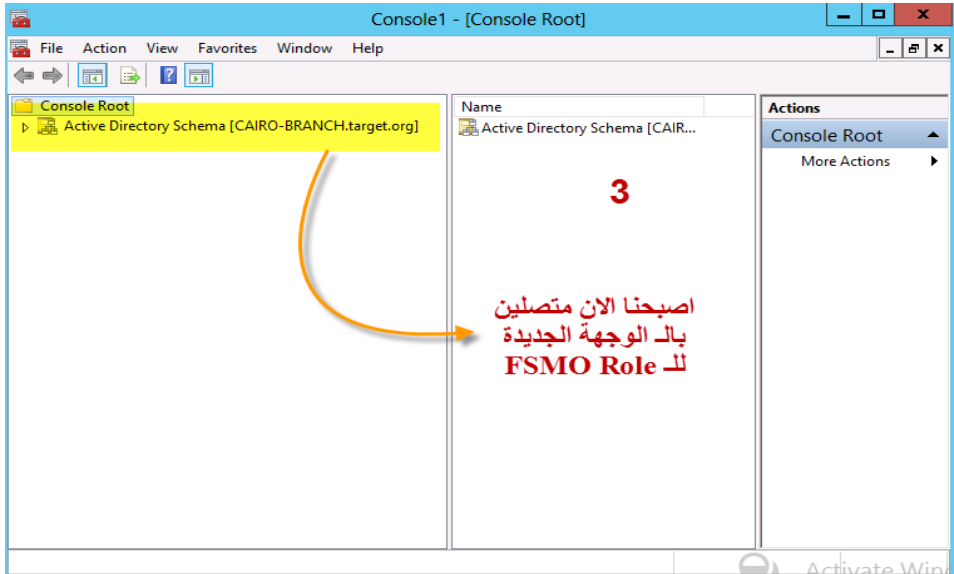 Console1 - [Console Root]
File Action View Favorites Window Help
Console Root
Active Directory Schema [CAIRO-BRANCH.target.org]
Name
Active Directory Schema [CAIR...
3
اصبحنا الان متصلين
بالـ الوجهة الجديدة
للـ FSMO Role
Actions
Console Root
More Actions
Activate Win